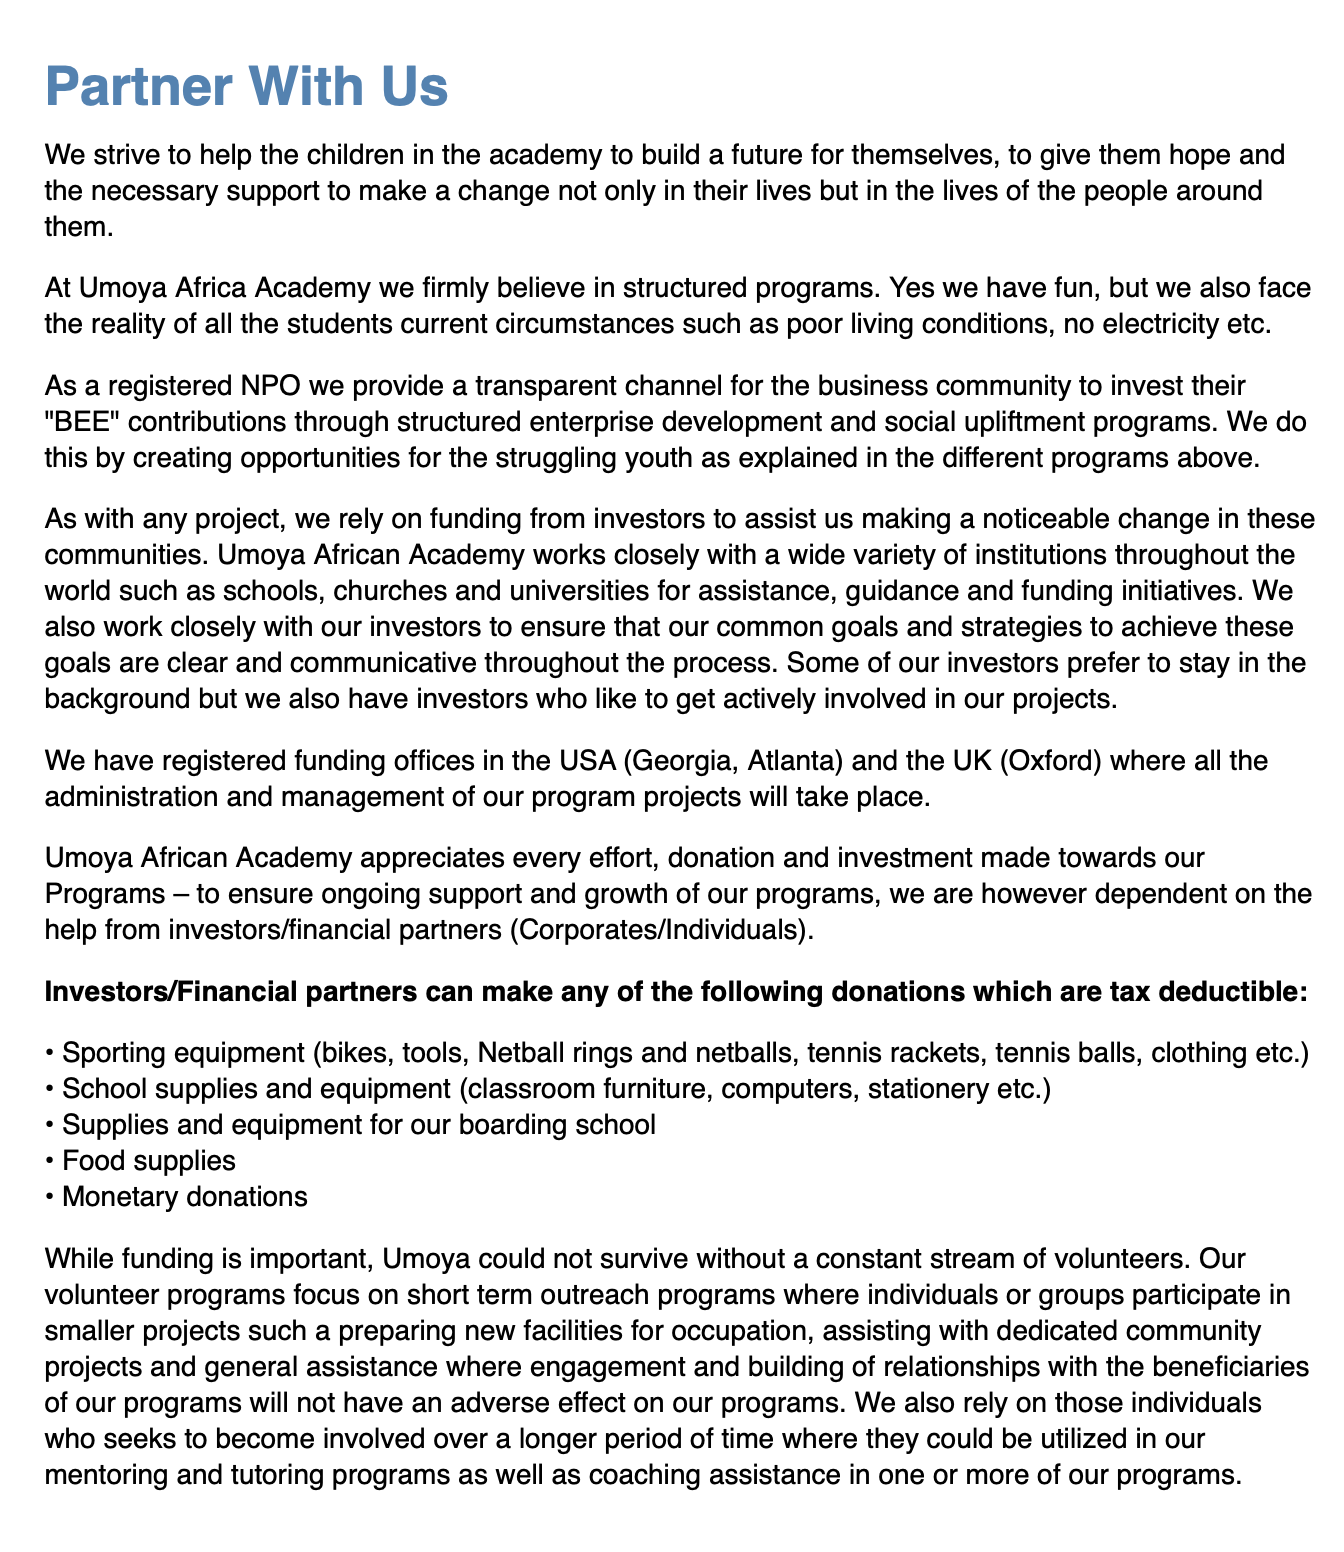 Partner With Us
We strive to help the children in the academy to build a future for themselves, to give them hope and
the necessary support to make a change not only in their lives but in the lives of the people around
them.
At Umoya Africa Academy we firmly believe in structured programs. Yes we have fun, but we also face
the reality of all the students current circumstances such as poor living conditions, no electricity etc.
As a registered NPO we provide a transparent channel for the business community to invest their
"BEE" contributions through structured enterprise development and social upliftment programs. We do
this by creating opportunities for the struggling youth as explained in the different programs above.
As with any project, we rely on funding from investors to assist us making a noticeable change in these
communities. Umoya African Academy works closely with a wide variety of institutions throughout the
world such as schools, churches and universities for assistance, guidance and funding initiatives. We
also work closely with our investors to ensure that our common goals and strategies to achieve these
goals are clear and communicative throughout the process. Some of our investors prefer to stay in the
background but we also have investors who like to get actively involved in our projects.
We have registered funding offices in the USA (Georgia, Atlanta) and the UK (Oxford) where all the
administration and management of our program projects will take place.
Umoya African Academy appreciates every effort, donation and investment made towards our
Programs – to ensure ongoing support and growth of our programs, we are however dependent on the
help from investors/financial partners (Corporates/Individuals).
Investors/Financial partners can make any of the following donations which are tax deductible:
• Sporting equipment (bikes, tools, Netball rings and netballs, tennis rackets, tennis balls, clothing etc.)
• School supplies and equipment (classroom furniture, computers, stationery etc.)
• Supplies and equipment for our boarding school
• Food supplies
• Monetary donations
While funding is important, Umoya could not survive without a constant stream of volunteers. Our
volunteer programs focus on short term outreach programs where individuals or groups participate in
smaller projects such a preparing new facilities for occupation, assisting with dedicated community
projects and general assistance where engagement and building of relationships with the beneficiaries
of our programs will not have an adverse effect on our programs. We also rely on those individuals
who seeks to become involved over a longer period of time where they could be utilized in our
mentoring and tutoring programs as well as coaching assistance in one or more of our programs.